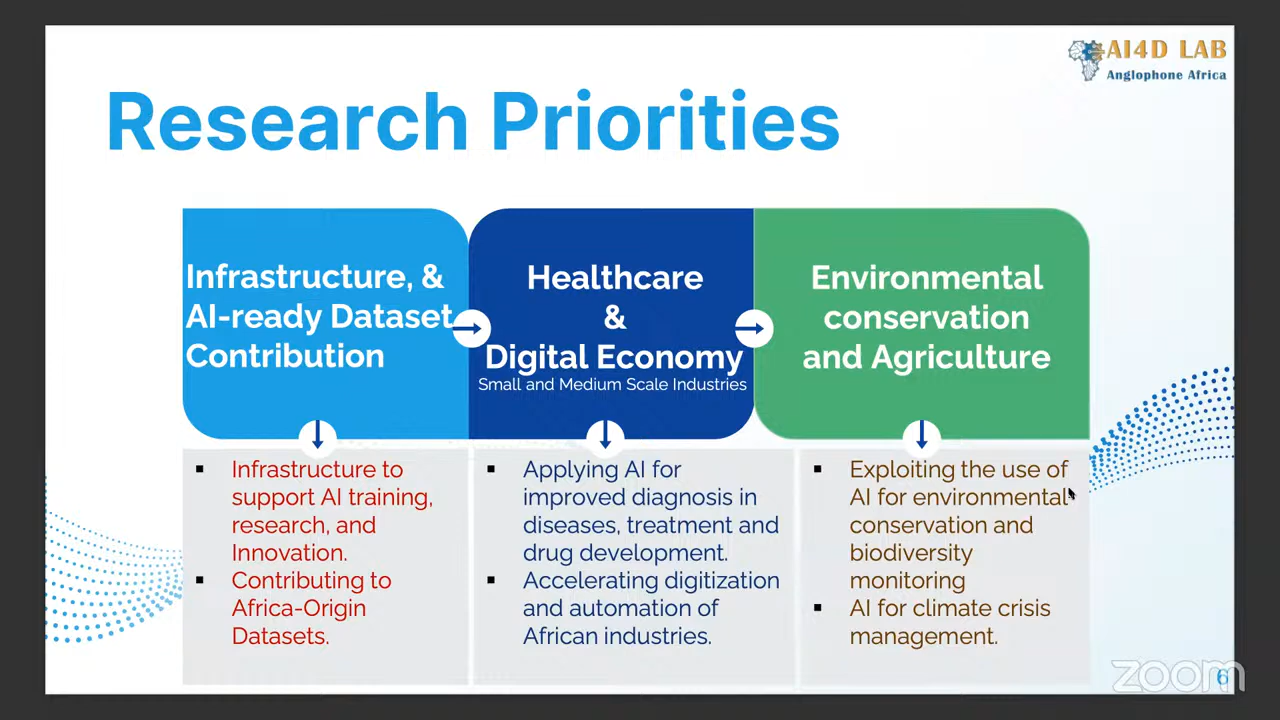 AI4D LAB
Anglophone Africa
Research Priorities
Infrastructure, &
AI-ready Dataset
Contribution
Healthcare
&
Digital Economy
Small and Medium Scale Industries
Environmental
conservation
and Agriculture
▪ Infrastructure to
support AI training,
research, and
Innovation.
▪ Contributing to
Africa-Origin
Datasets.
▪ Applying AI for
improved diagnosis in
diseases, treatment and
drug development.
▪ Accelerating digitization
and automation of
African industries.
▪ Exploiting the use of
AI for environmental
conservation and
biodiversity
monitoring
▪ AI for climate crisis
management.
zoom
6